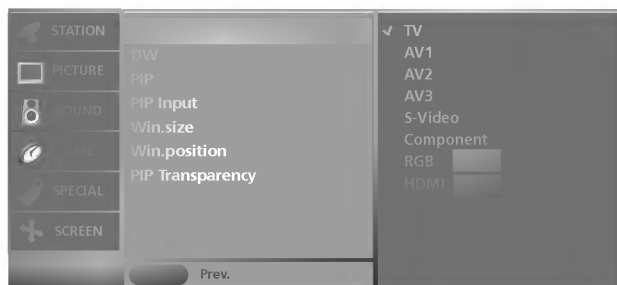 STATION
PICTURE
SOUND
TIME
SPECIAL
SCREEN
DW
PIP
PIP Input
Win.size
Win.position
PIP Transparency
Prev.
✓ TV
AV1
AV2
AV3
S-Video
Component
RGB
HDMI